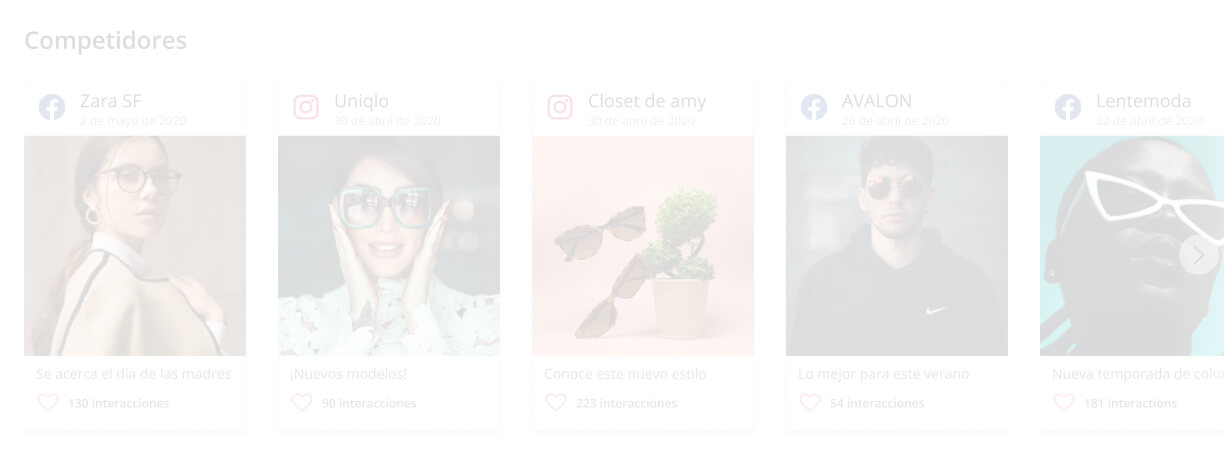 Competidores
Zara SF
2 de mayo de 2020
Se acerca el día de las madres
130 interacciones
Uniqlo
30 de abril de 2020
¡Nuevos modelos!
90 interacciones
Closet de amy
30 de abril de 2020
Conoce este nuevo estilo
223 interacciones
AVALON
26 de abril de 2020
Lo mejor para este verano
54 interacciones
Lentemoda
22 de abril de 2020
Nueva temporada de color
181 interactions